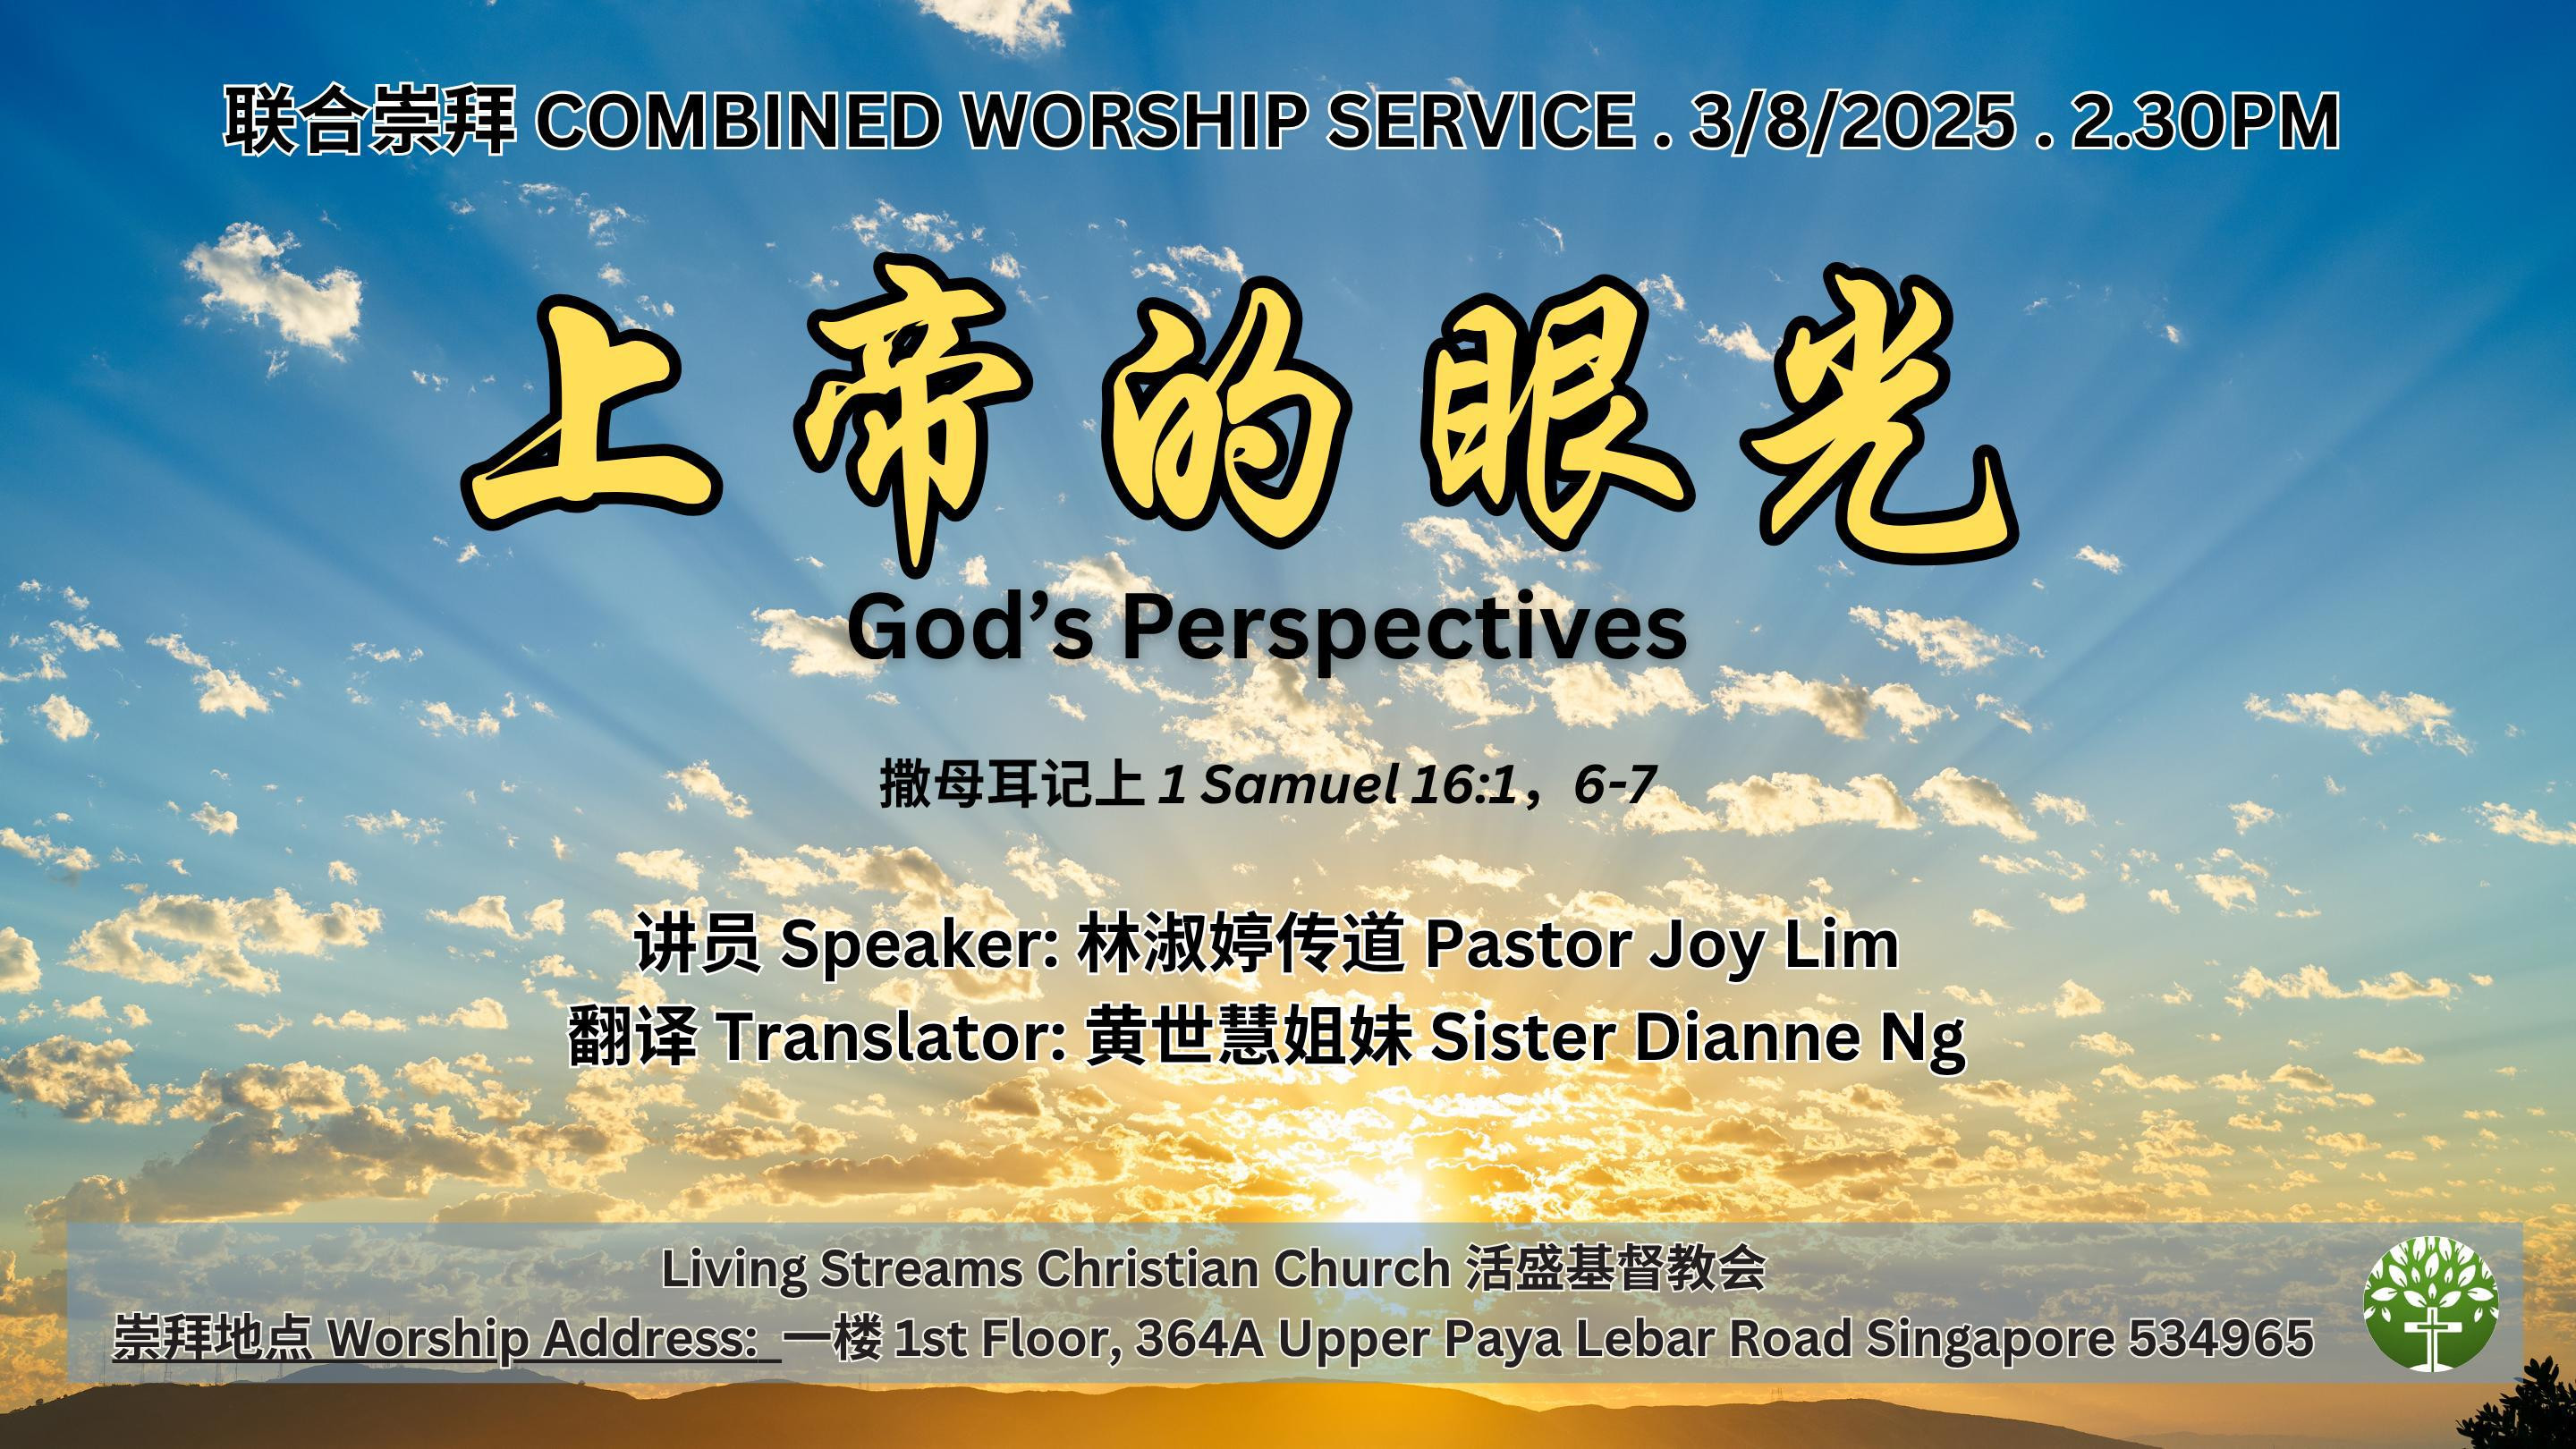 联合崇拜 COMBINED WORSHIP SERVICE . 3/8/2025 . 2.30PM
上帝的眼光
God’s Perspectives
撒母耳记上 1 Samuel 16:1，6-7
讲员 Speaker: 林淑婷传道 Pastor Joy Lim
翻译 Translator: 黄世慧姐妹 Sister Dianne Ng
Living Streams Christian Church 活盛基督教会
崇拜地点 Worship Address: 一楼 1st Floor, 364A Upper Paya Lebar Road Singapore 534965